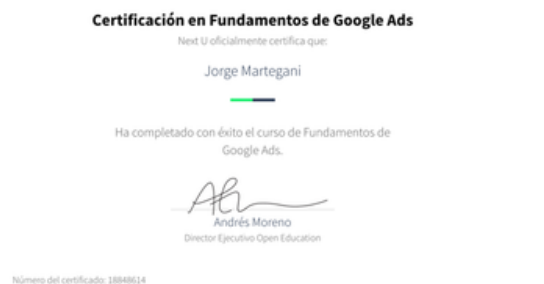 Certificación en Fundamentos de Google Ads
Next U oficialmente certifica que:
Jorge Martegani
Ha completado con éxito el curso de Fundamentos de
Google Ads.
Andrés Moreno
Director Ejecutivo Open Education
Número del certificado: 18848614